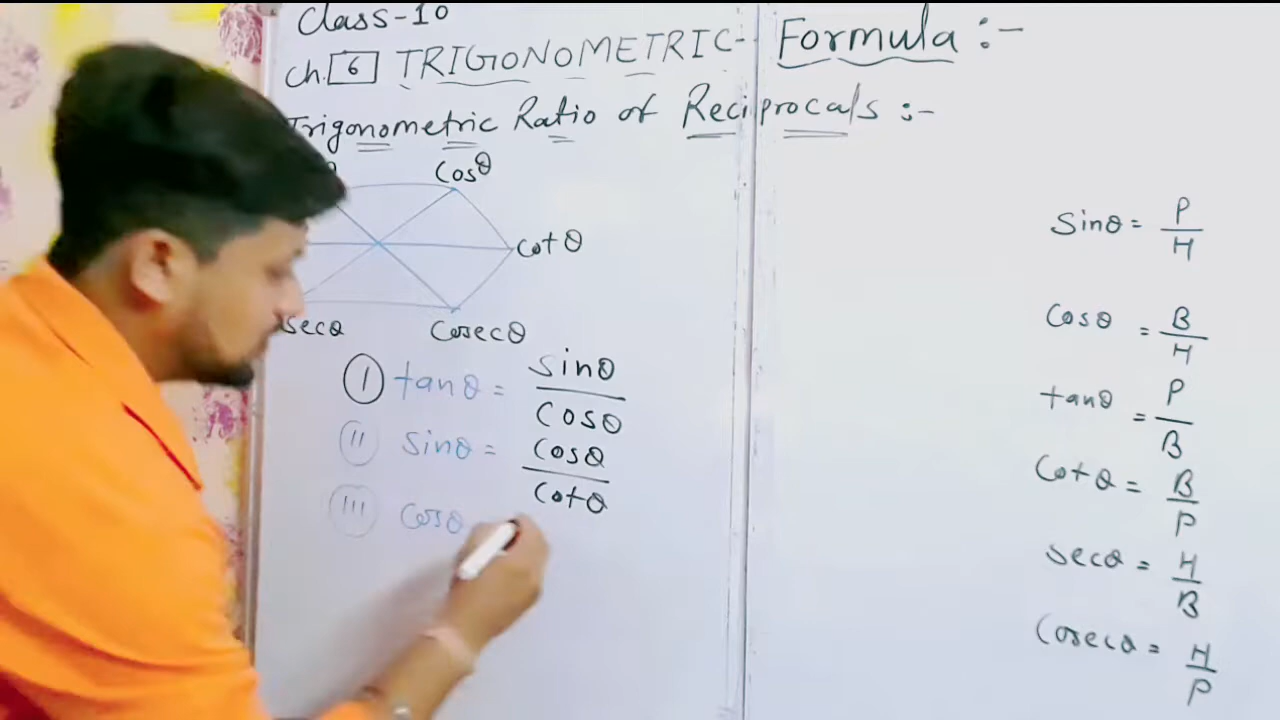 Class-10
Ch. 6 TRIGONOMETRIC- Formula :-
Trigonometric Ratio of Reciprocals :-
θ Cosθ
Cot θ
secθ Cosecθ
I tanθ = sinθ
Cosθ
II sinθ = Cosθ
Cotθ
III Cosθ
Sinθ = P
H
Cosθ = B
H
tanθ = P
B
Cotθ = B
P
secθ = H
B
Cosecθ = H
P